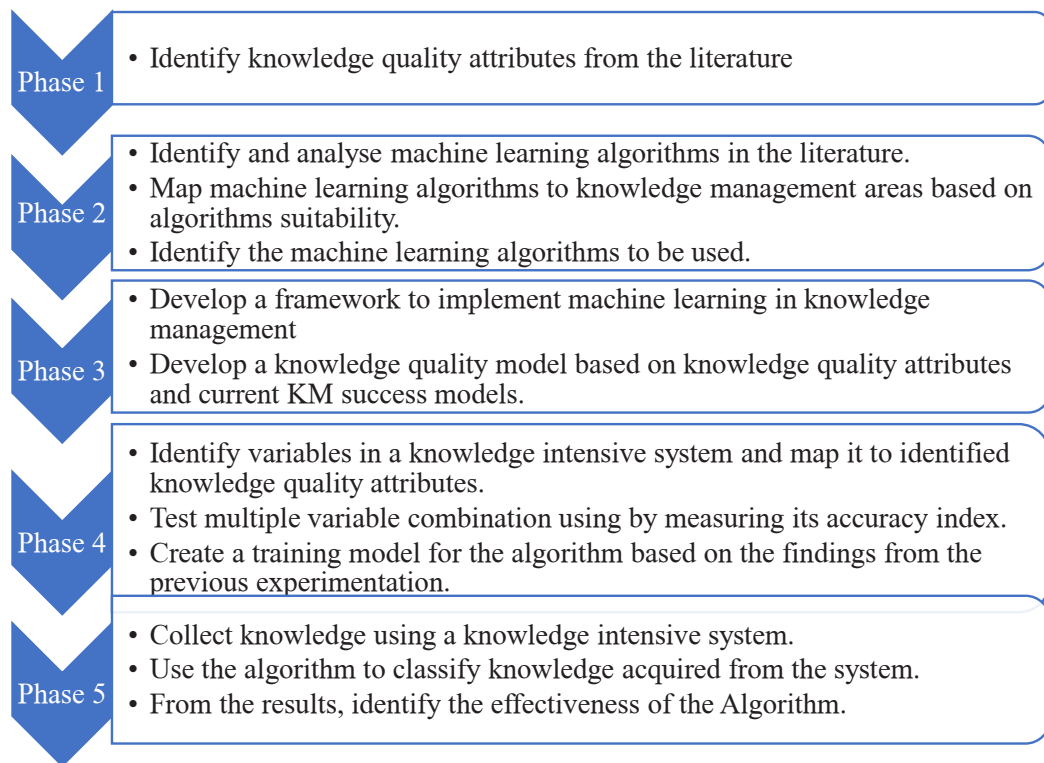 Phase 1
• Identify knowledge quality attributes from the literature
Phase 2
• Identify and analyse machine learning algorithms in the literature.
• Map machine learning algorithms to knowledge management areas based on
algorithms suitability.
• Identify the machine learning algorithms to be used.
Phase 3
• Develop a framework to implement machine learning in knowledge
management
• Develop a knowledge quality model based on knowledge quality attributes
and current KM success models.
Phase 4
• Identify variables in a knowledge intensive system and map it to identified
knowledge quality attributes.
• Test multiple variable combination using by measuring its accuracy index.
• Create a training model for the algorithm based on the findings from the
previous experimentation.
Phase 5
• Collect knowledge using a knowledge intensive system.
• Use the algorithm to classify knowledge acquired from the system.
• From the results, identify the effectiveness of the Algorithm.